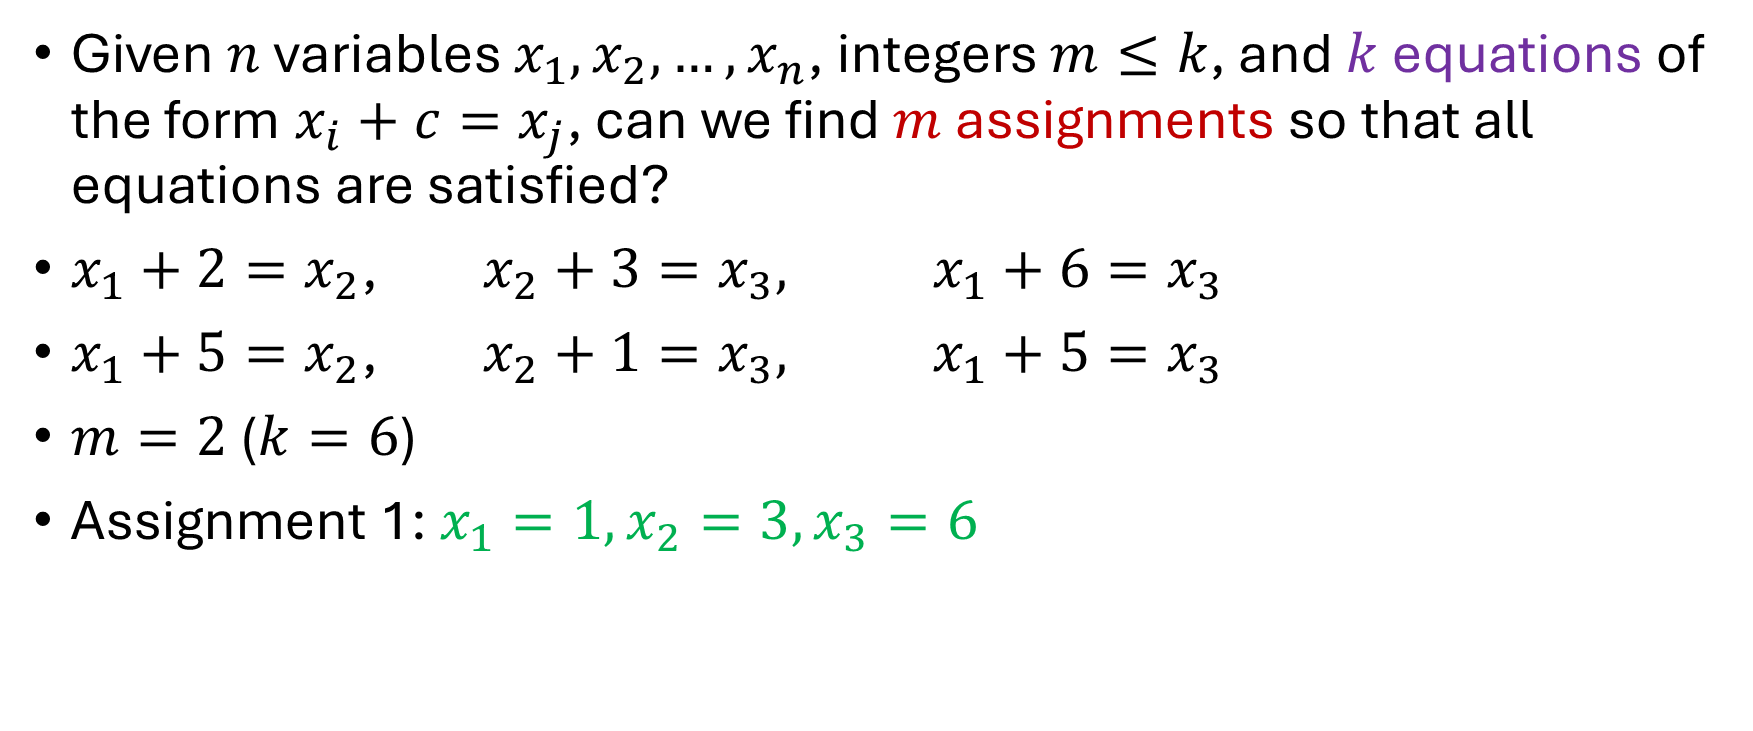 • Given n variables x₁, x₂, … , xₙ, integers m ≤ k, and k equations of
the form xᵢ + c = xⱼ, can we find m assignments so that all
equations are satisfied?
• x₁ + 2 = x₂, x₂ + 3 = x₃, x₁ + 6 = x₃
• x₁ + 5 = x₂, x₂ + 1 = x₃, x₁ + 5 = x₃
• m = 2 (k = 6)
• Assignment 1: x₁ = 1, x₂ = 3, x₃ = 6